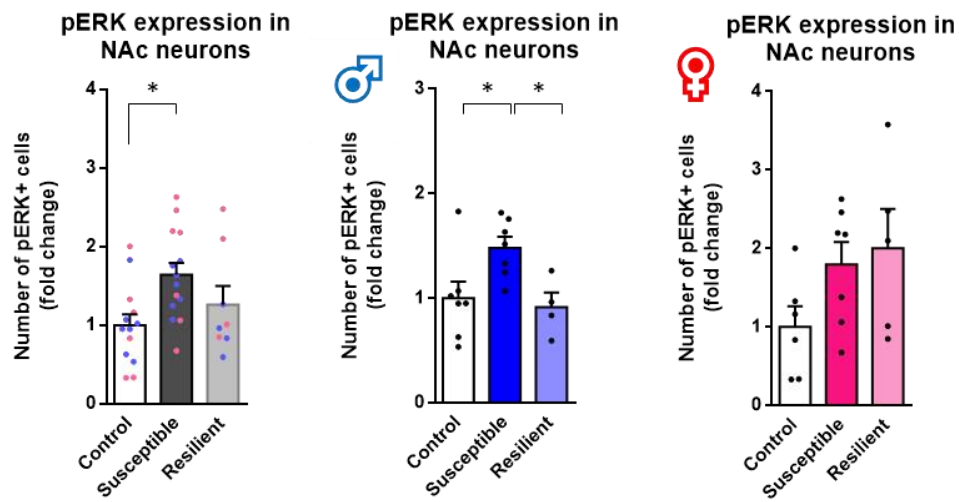 pERK expression in
NAc neurons
Number of pERK+ cells
(fold change)
4
3
2
1
0
*
Control
Susceptible
Resilient
pERK expression in
NAc neurons
Number of pERK+ cells
(fold change)
3
2
1
0
* *
Control
Susceptible
Resilient
pERK expression in
NAc neurons
Number of pERK+ cells
(fold change)
4
3
2
1
0
Control
Susceptible
Resilient